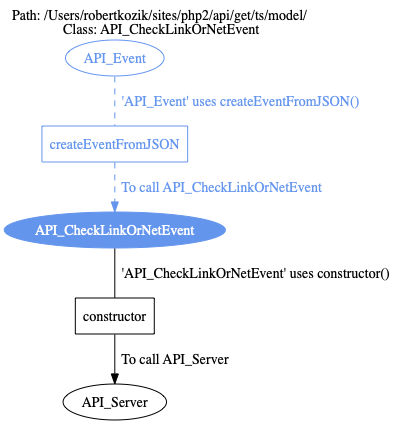 Path: /Users/robertkozik/sites/php2/api/get/ts/model/
Class: API_CheckLinkOrNetEvent
API_Event
'API_Event' uses createEventFromJSON()
createEventFromJSON
To call API_CheckLinkOrNetEvent
API_CheckLinkOrNetEvent
'API_CheckLinkOrNetEvent' uses constructor()
constructor
To call API_Server
API_Server